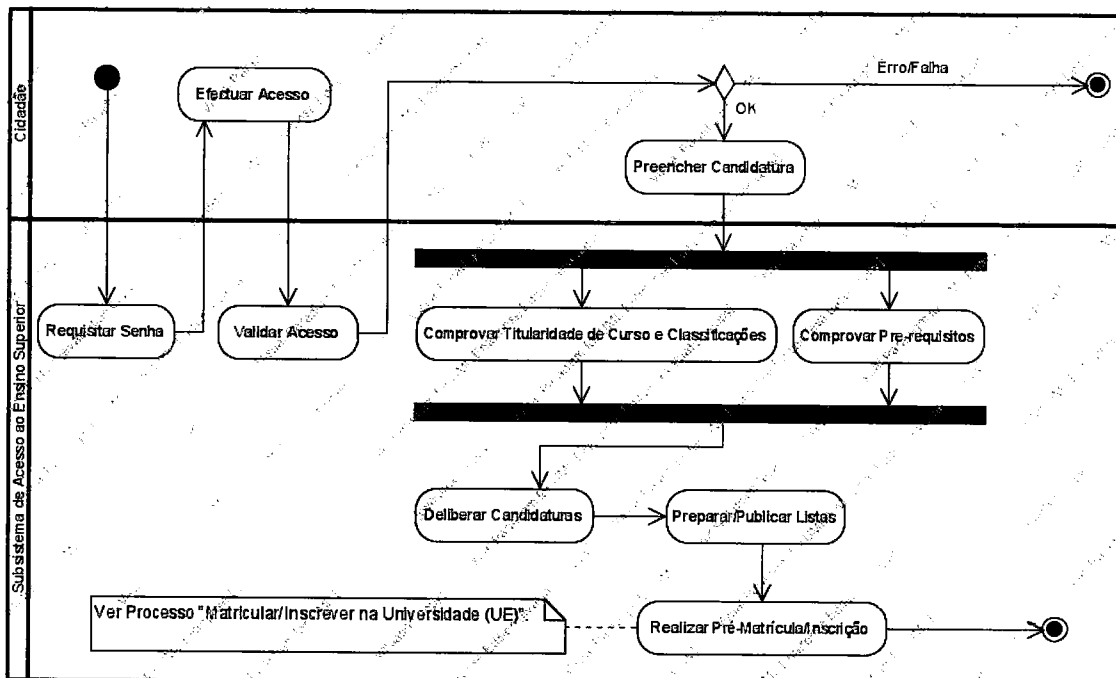 Cidadão
Efectuar Acesso
Erro/Falha
OK
Preencher Candidatura
Subsistema de Acesso ao Ensino Superior
Requisitar Senha
Validar Acesso
Comprovar Titularidade de Curso e Classificações
Comprovar Pré-requisitos
Deliberar Candidaturas
Preparar/Publicar Listas
Ver Processo "Matricular/Inscrever na Universidade (UE)".
Realizar Pré-Matrícula/Inscrição